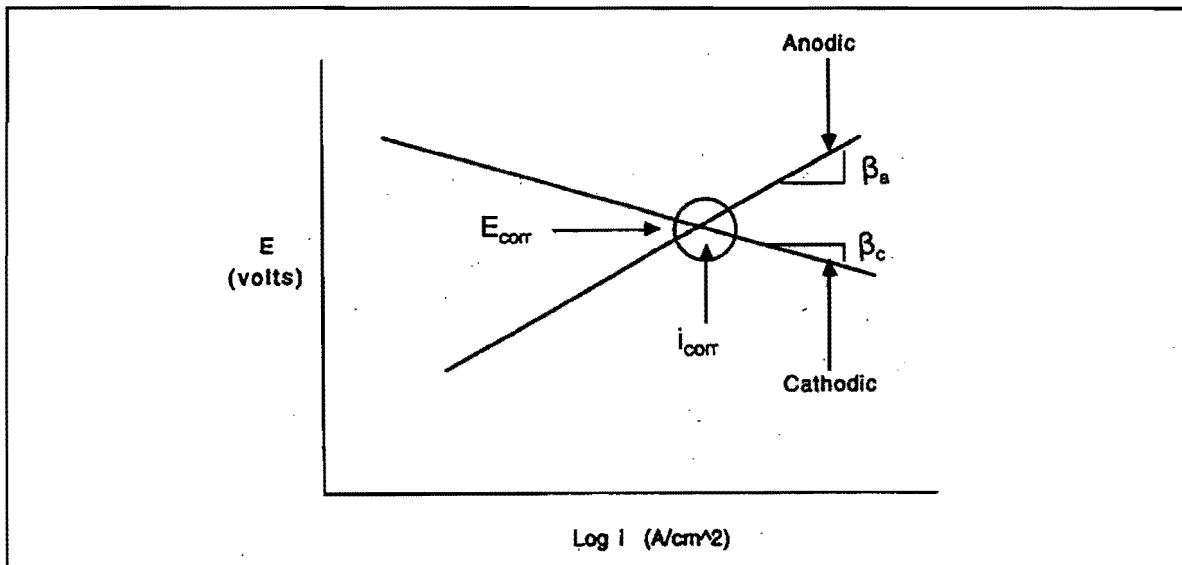 Anodic
βa
Ecorr
E
(volts)
βc
icorr
Cathodic
Log i (A/cm^2)